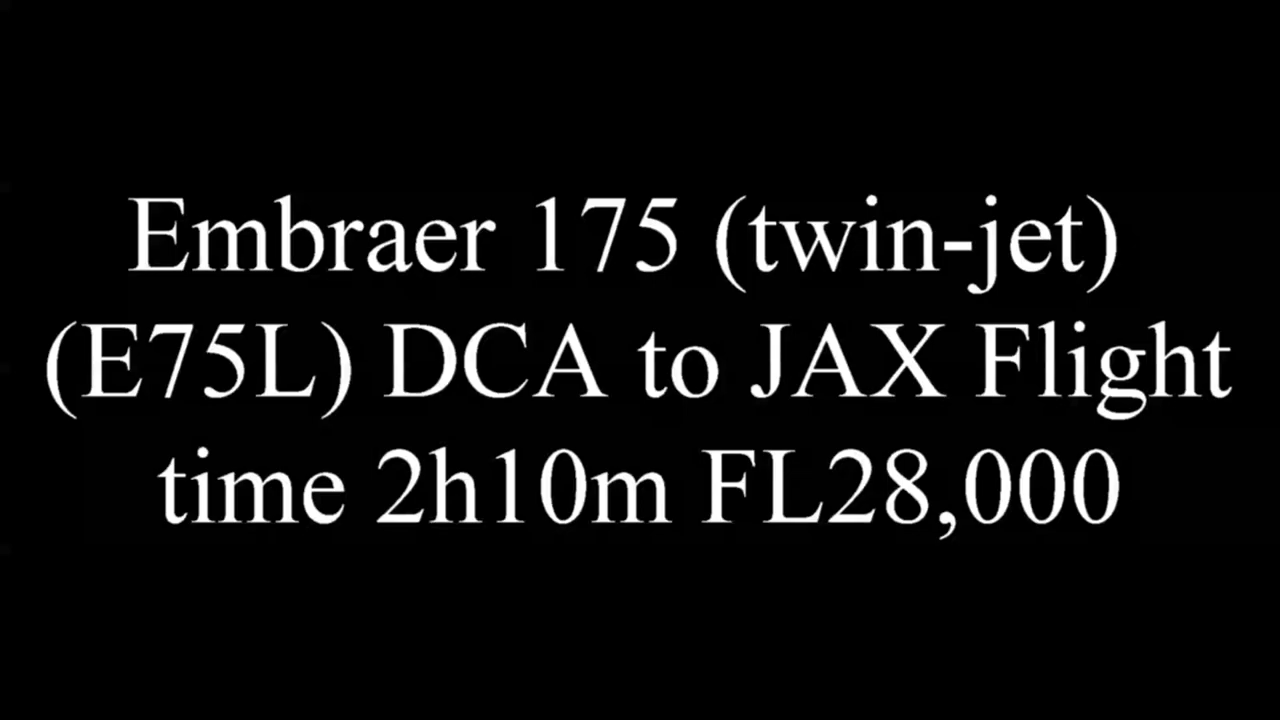 Embraer 175 (twin-jet)
(E75L) DCA to JAX Flight
time 2h10m FL28,000